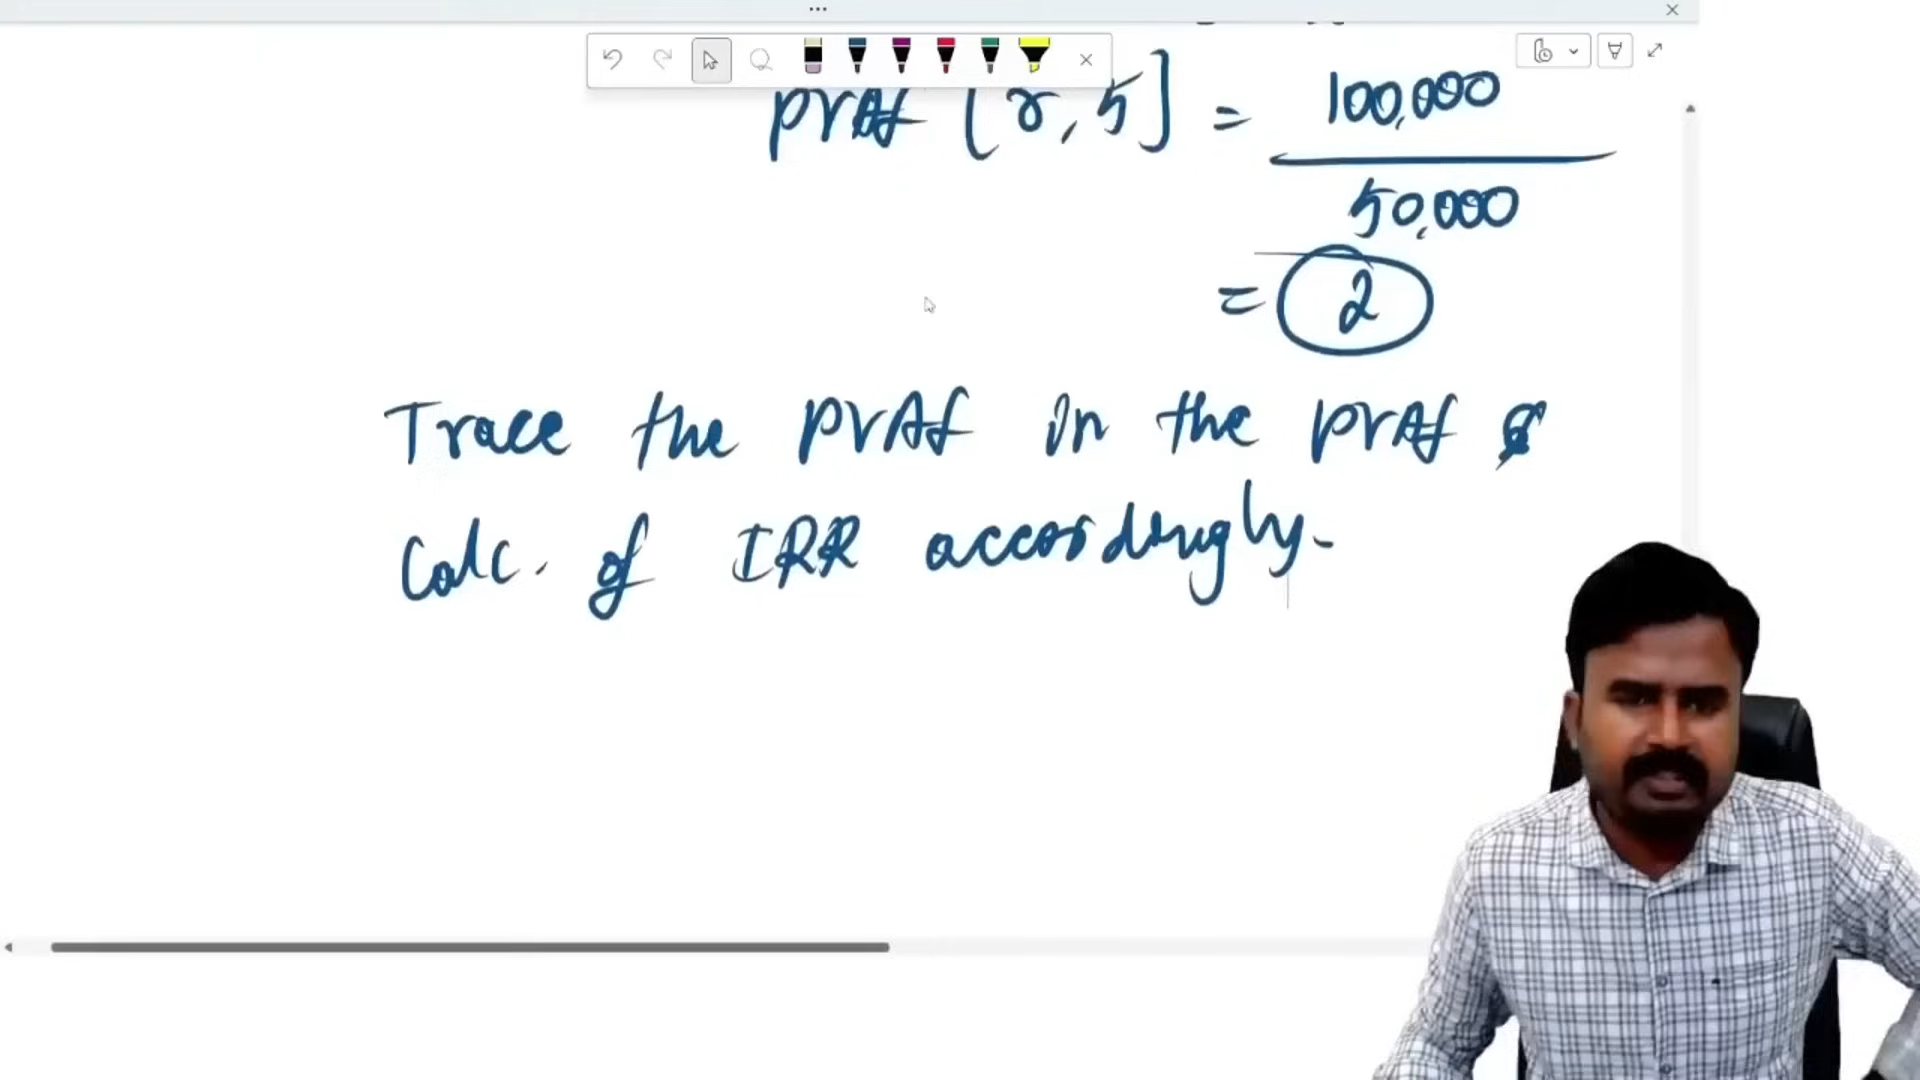 PVAf [r, 5] = 100,000
50,000
= 2
Trace the PVAf in the PVAf &
Calc. of IRR accordingly.